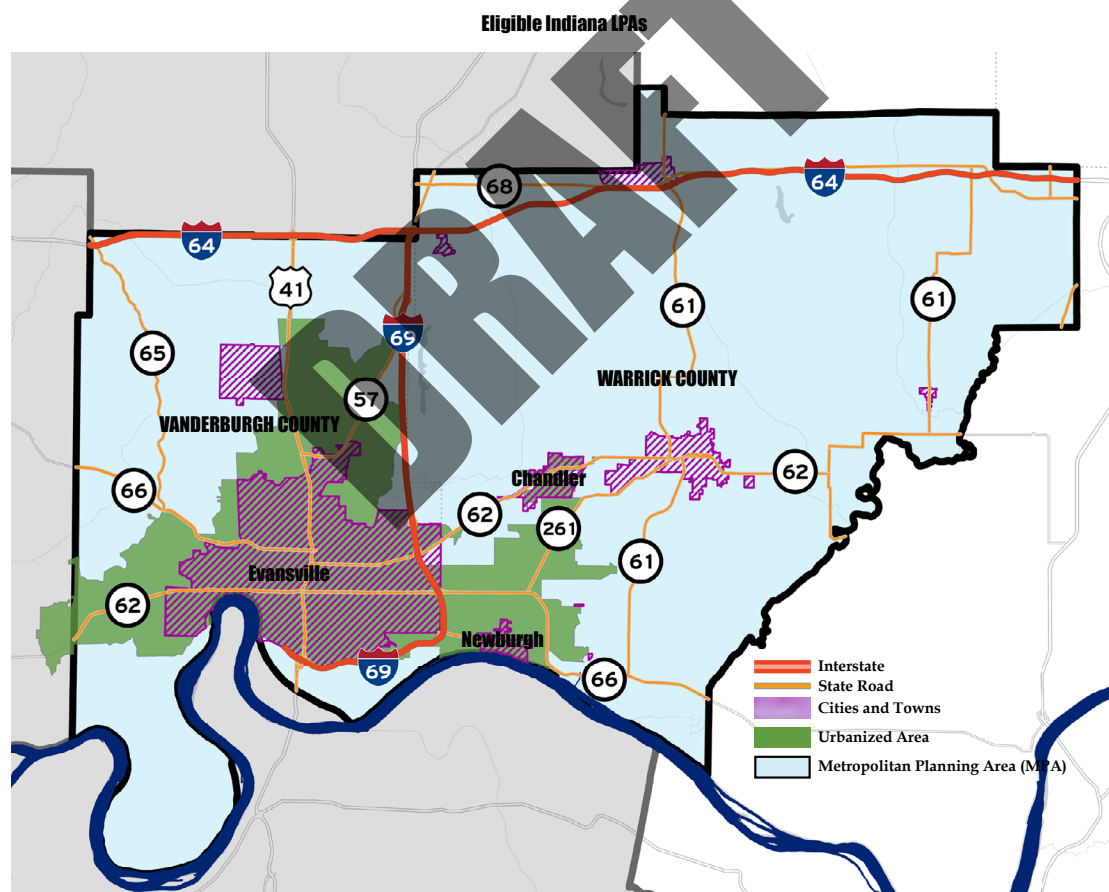 Eligible Indiana LPAs
DRAFT
68
64
64
41
61
61
69
65
WARRICK COUNTY
57
VANDERBURGH COUNTY
Chandler
62
66
62
261
61
Evansville
62
Newburgh
69
66
Interstate
State Road
Cities and Towns
Urbanized Area
Metropolitan Planning Area (MPA)